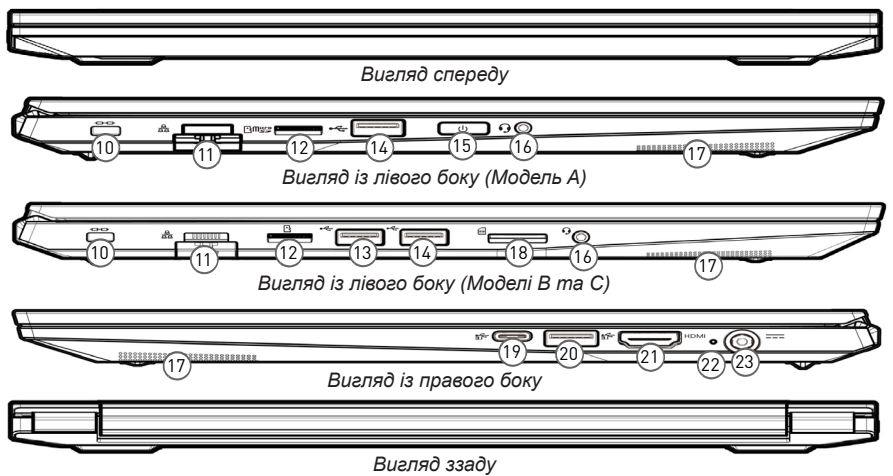 Вигляд спереду
micro
10 11 12 14 15 16 17
Вигляд із лівого боку (Модель A)
10 11 12 13 14 18 16 17
Вигляд із лівого боку (Моделі B та C)
HDMI
17 19 20 21 22 23
Вигляд із правого боку
Вигляд ззаду